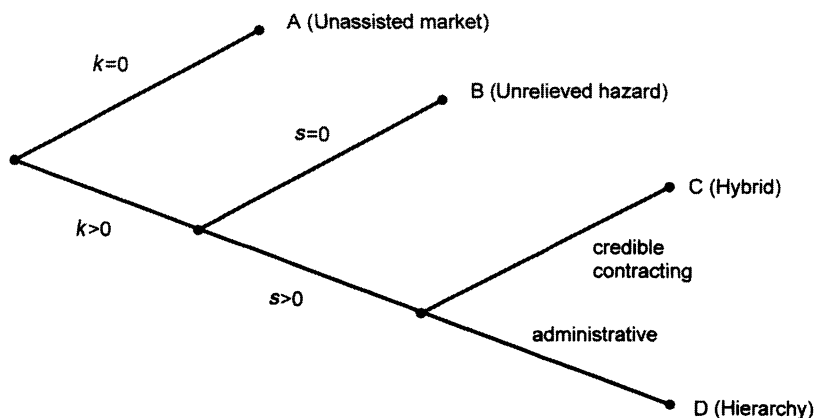 A (Unassisted market)
k=0
B (Unrelieved hazard)
s=0
k>0
C (Hybrid)
credible
contracting
s>0
administrative
D (Hierarchy)